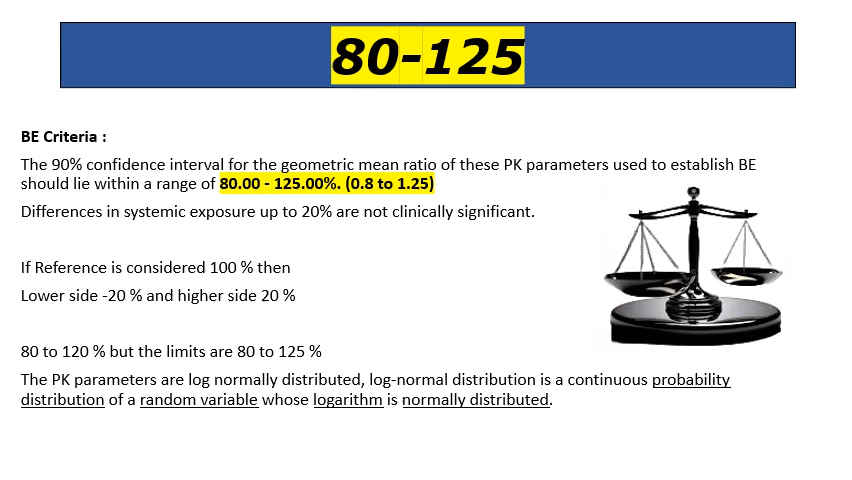 80-125
BE Criteria :
The 90% confidence interval for the geometric mean ratio of these PK parameters used to establish BE
should lie within a range of 80.00 - 125.00%. (0.8 to 1.25)
Differences in systemic exposure up to 20% are not clinically significant.
If Reference is considered 100 % then
Lower side -20 % and higher side 20 %
80 to 120 % but the limits are 80 to 125 %
The PK parameters are log normally distributed, log-normal distribution is a continuous probability
distribution of a random variable whose logarithm is normally distributed.